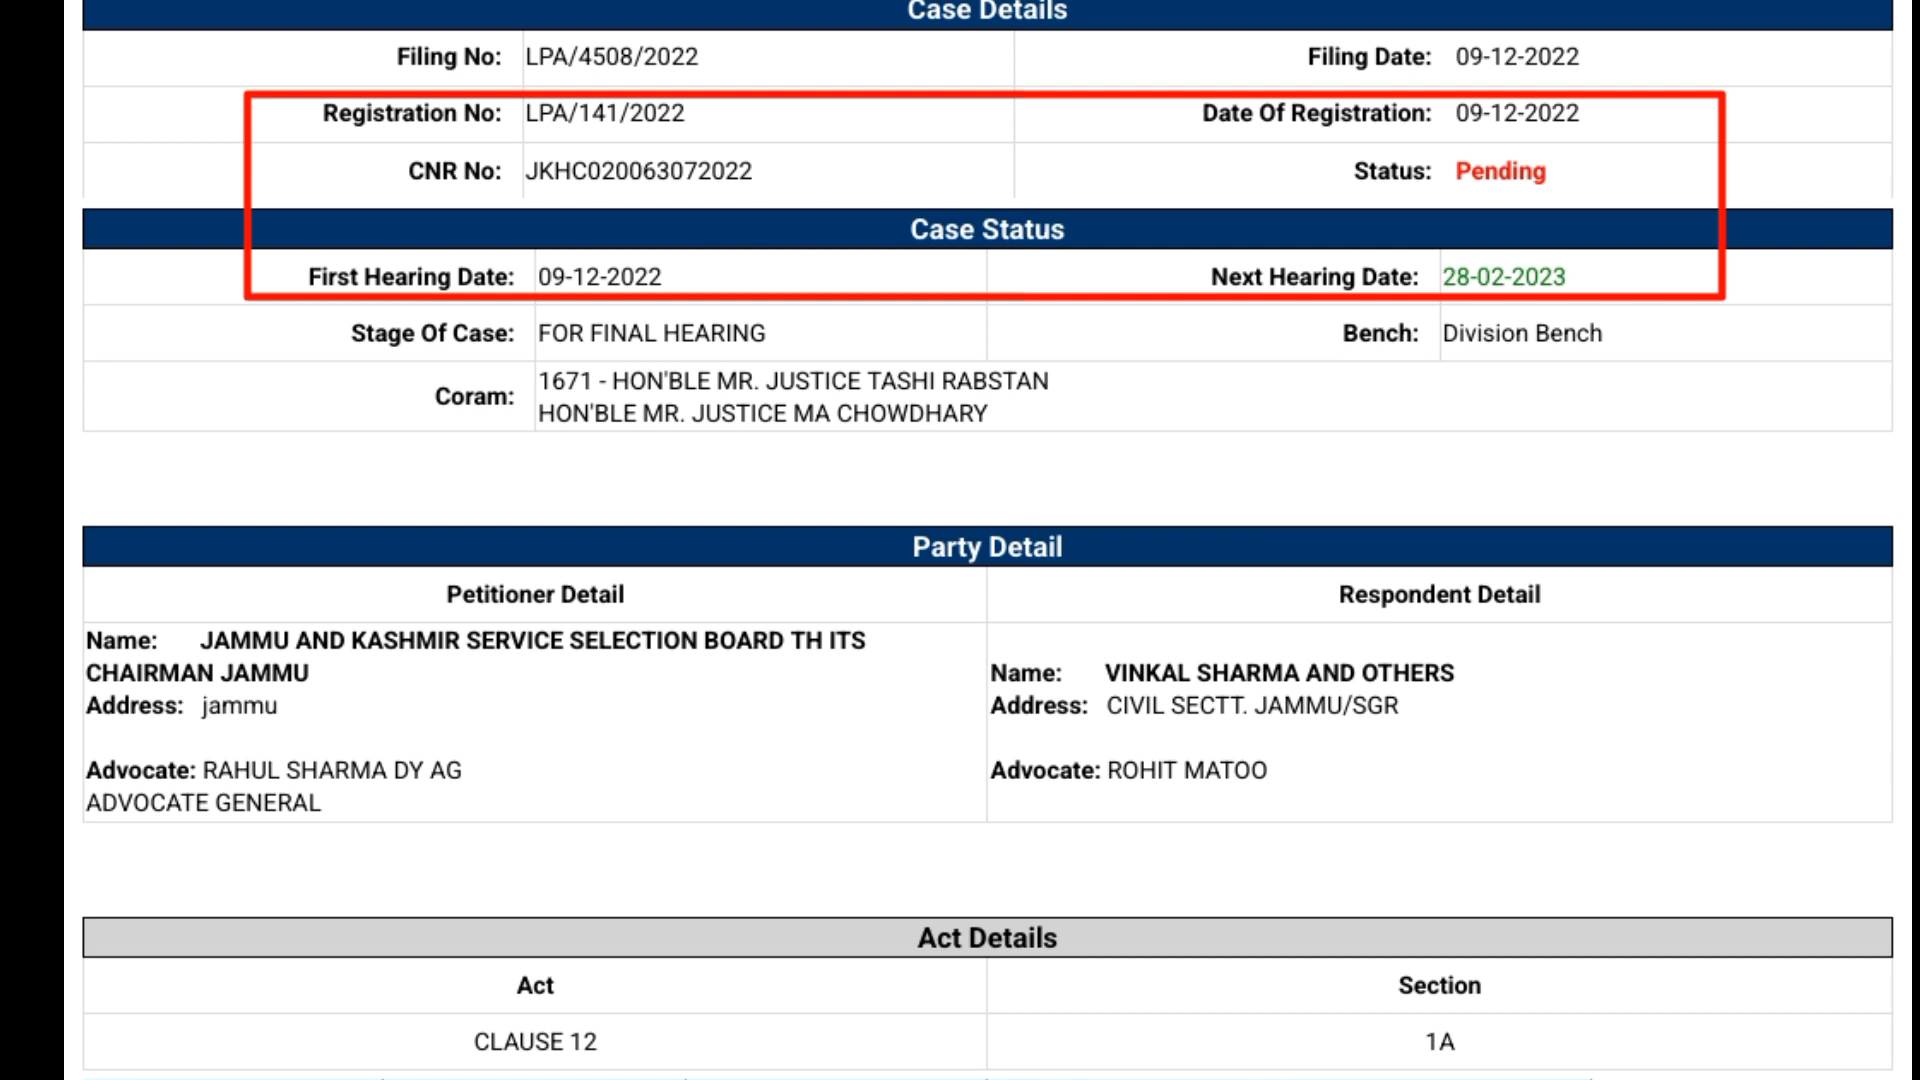 Case Details
Filing No: LPA/4508/2022 Filing Date: 09-12-2022
Registration No: LPA/141/2022 Date Of Registration: 09-12-2022
CNR No: JKHC020063072022 Status: Pending
Case Status
First Hearing Date: 09-12-2022 Next Hearing Date: 28-02-2023
Stage Of Case: FOR FINAL HEARING Bench: Division Bench
Coram: 1671 - HON'BLE MR. JUSTICE TASHI RABSTAN
HON'BLE MR. JUSTICE MA CHOWDHARY
Party Detail
Petitioner Detail Respondent Detail
Name: JAMMU AND KASHMIR SERVICE SELECTION BOARD TH ITS
CHAIRMAN JAMMU
Address: jammu
Advocate: RAHUL SHARMA DY AG
ADVOCATE GENERAL
Name: VINKAL SHARMA AND OTHERS
Address: CIVIL SECTT. JAMMU/SGR
Advocate: ROHIT MATOO
Act Details
Act Section
CLAUSE 12 1A